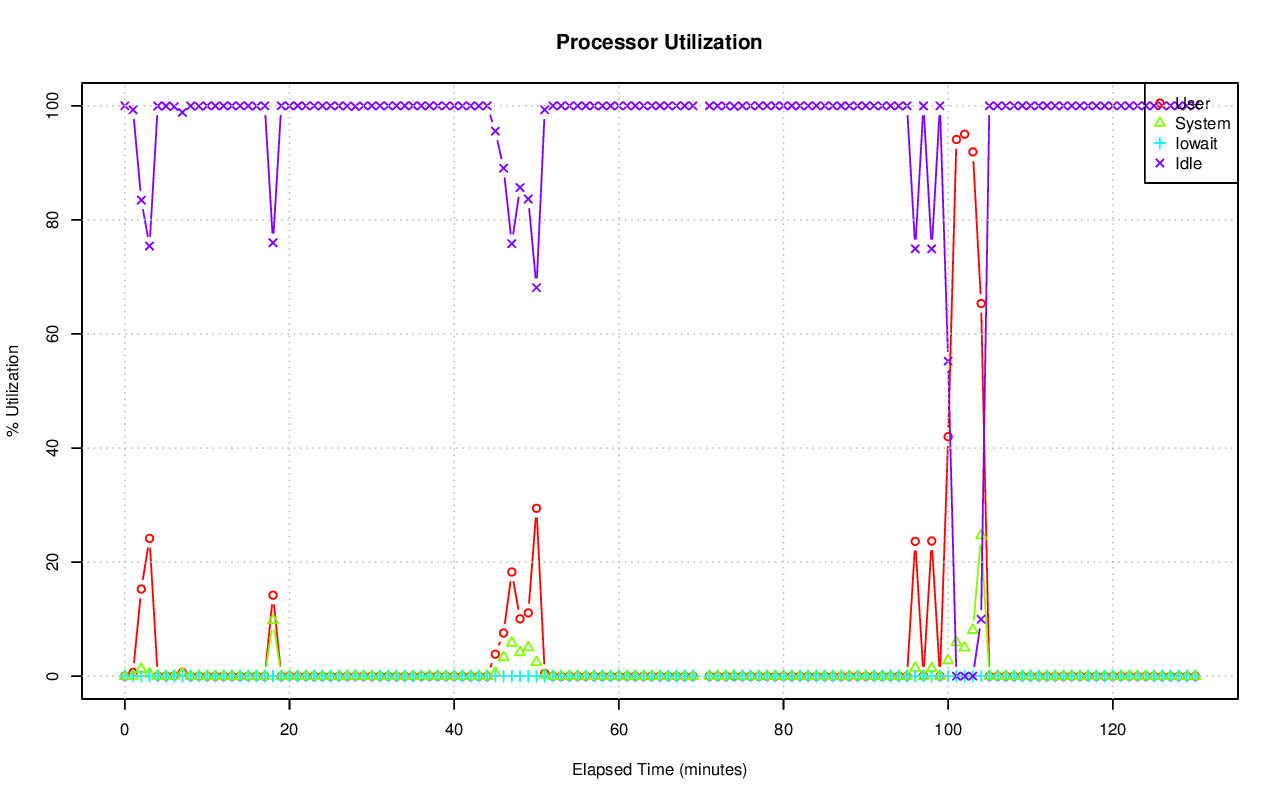 Processor Utilization
100
80
60
40
20
0
% Utilization
User
System
Iowait
Idle
0 20 40 60 80 100 120
Elapsed Time (minutes)